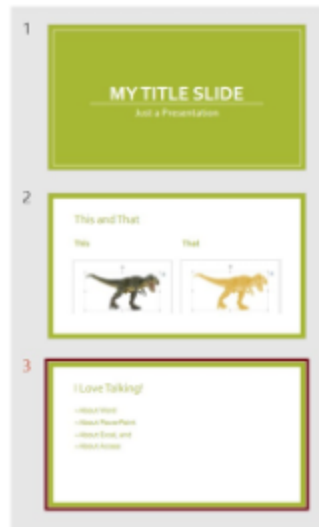 1
MY TITLE SLIDE
Just a Presentation
2
This and That
This
That
3
I Love Talking!
About Word
About PowerPoint
About Excel, and
About Access